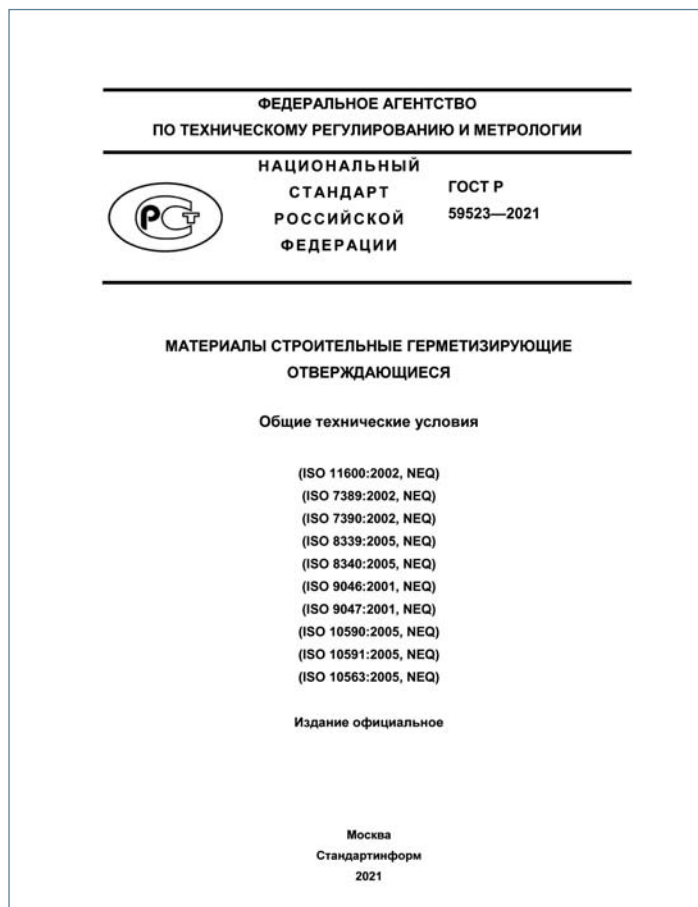 ФЕДЕРАЛЬНОЕ АГЕНТСТВО
ПО ТЕХНИЧЕСКОМУ РЕГУЛИРОВАНИЮ И МЕТРОЛОГИИ
НАЦИОНАЛЬНЫЙ
СТАНДАРТ
РОССИЙСКОЙ
ФЕДЕРАЦИИ
ГОСТ Р
59523—2021
РСТ
МАТЕРИАЛЫ СТРОИТЕЛЬНЫЕ ГЕРМЕТИЗИРУЮЩИЕ
ОТВЕРЖДАЮЩИЕСЯ
Общие технические условия
(ISO 11600:2002, NEQ)
(ISO 7389:2002, NEQ)
(ISO 7390:2002, NEQ)
(ISO 8339:2005, NEQ)
(ISO 8340:2005, NEQ)
(ISO 9046:2001, NEQ)
(ISO 9047:2001, NEQ)
(ISO 10590:2005, NEQ)
(ISO 10591:2005, NEQ)
(ISO 10563:2005, NEQ)
Издание официальное
Москва
Стандартинформ
2021